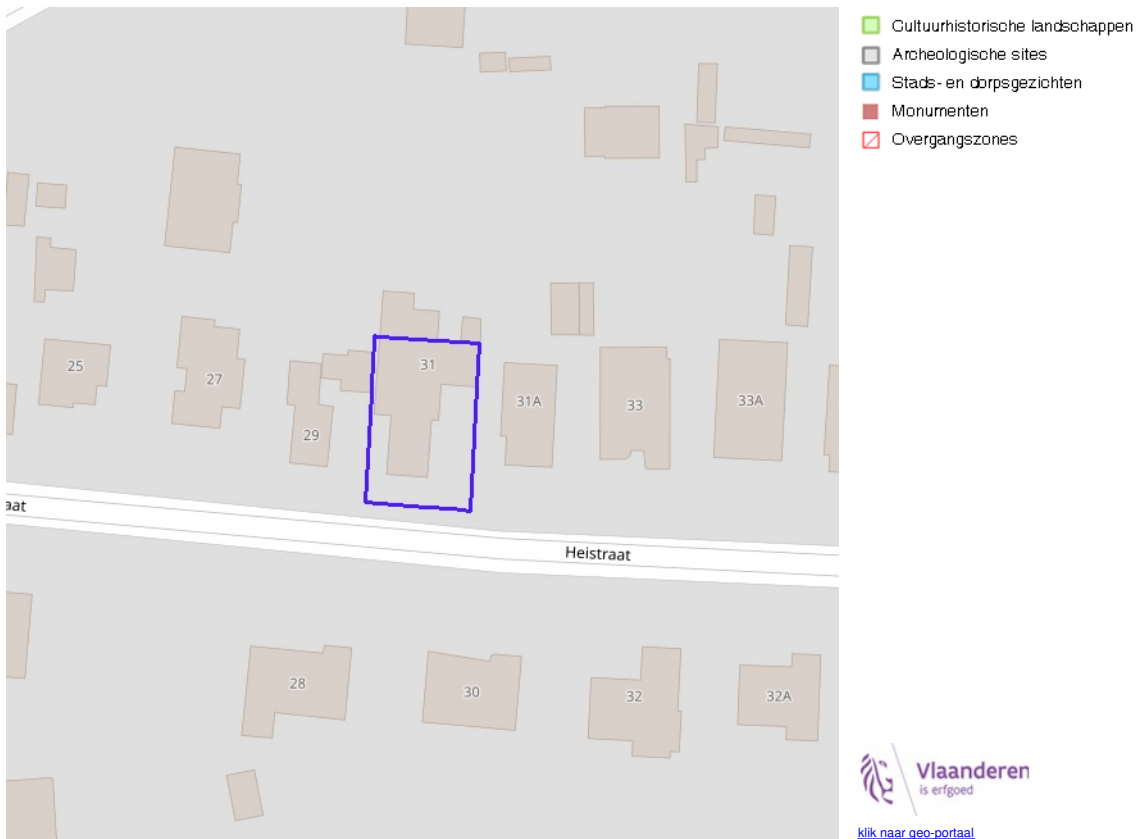 Cultuurhistorische landschappen
Archeologische sites
Stads- en dorpsgezichten
Monumenten
Overgangszones
25
27
29
31
31A
33
33A
aat
Heistraat
28
30
32
32A
Vlaanderen
is erfgoed
klik naar geo-portaal